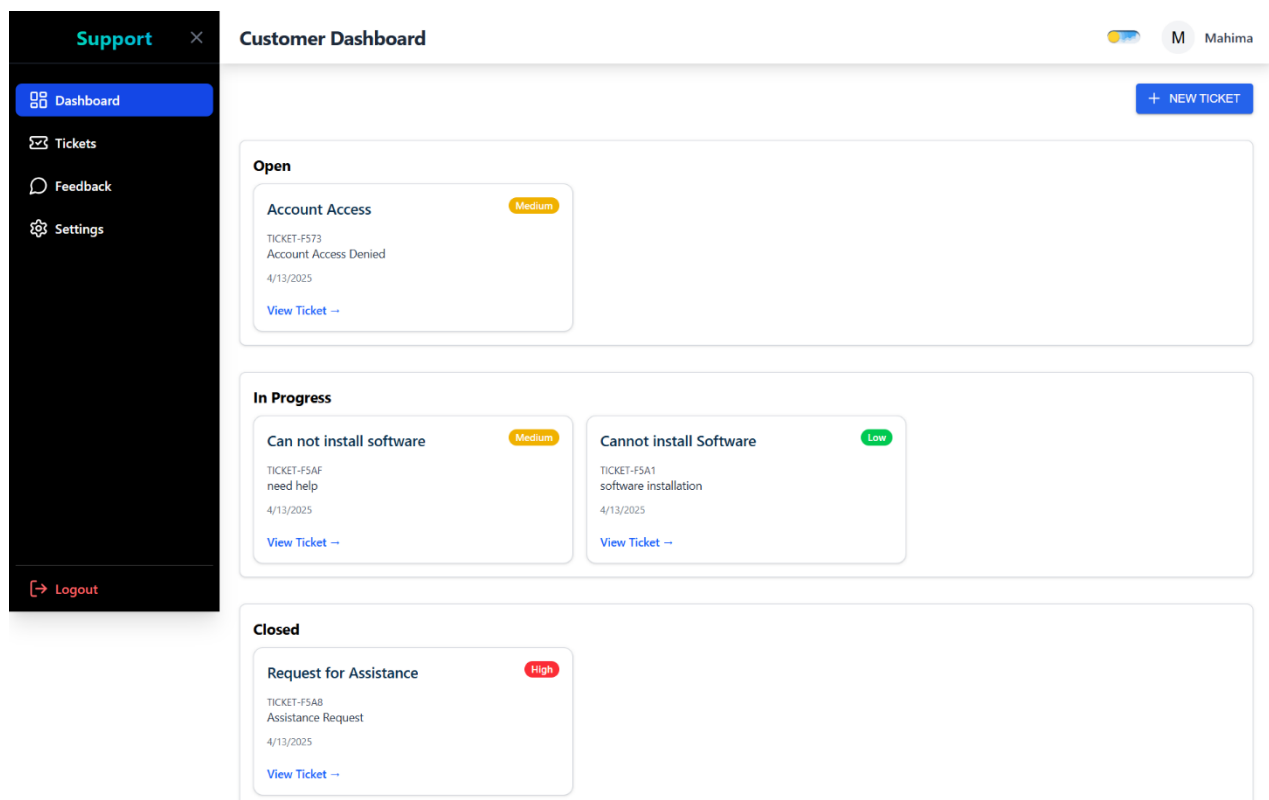 Support
Customer Dashboard
M
Mahima
Dashboard
Tickets
Feedback
Settings
Logout
+ NEW TICKET
Open
Account Access
Medium
TICKET-F573
Account Access Denied
4/13/2025
View Ticket →
In Progress
Can not install software
Medium
TICKET-F5AF
need help
4/13/2025
View Ticket →
Cannot install Software
Low
TICKET-F5A1
software installation
4/13/2025
View Ticket →
Closed
Request for Assistance
High
TICKET-F5A8
Assistance Request
4/13/2025
View Ticket →